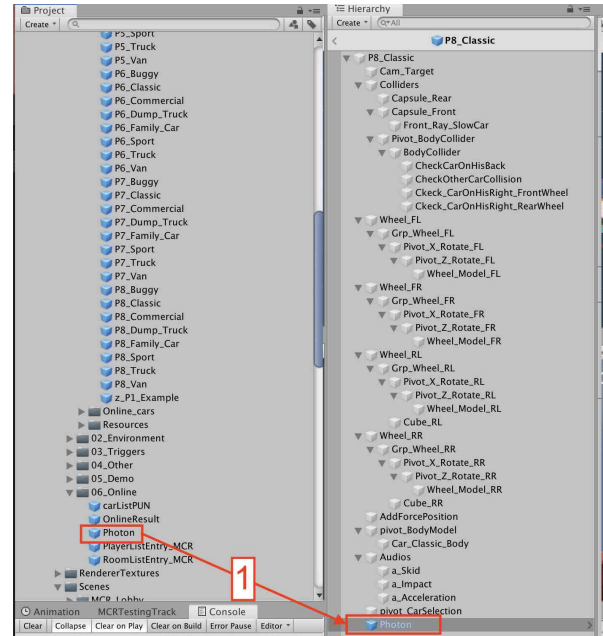 Project
Create
P5_Sport
P5_Truck
P5_Van
P6_Buggy
P6_Classic
P6_Commercial
P6_Dump_Truck
P6_Family_Car
P6_Sport
P6_Truck
P6_Van
P7_Buggy
P7_Classic
P7_Commercial
P7_Dump_Truck
P7_Family_Car
P7_Sport
P7_Truck
P7_Van
P8_Buggy
P8_Classic
P8_Commercial
P8_Dump_Truck
P8_Family_Car
P8_Sport
P8_Truck
P8_Van
z_P1_Example
Online_cars
Resources
02_Environment
03_Triggers
04_Other
05_Demo
06_Online
carListPUN
OnlineResult
Photon
PlayerListEntry_MCR
RoomListEntry_MCR
RendererTextures
Scenes
MCR_Lobby
Animation MCRTestingTrack Console
Clear Collapse Clear on Play Clear on Build Error Pause Editor
1
Hierarchy
Create All
P8_Classic
P8_Classic
Cam_Target
Colliders
Capsule_Rear
Capsule_Front
Front_Ray_SlowCar
Pivot_BodyCollider
BodyCollider
CheckCarOnHisBack
CheckOtherCarCollision
Ckeck_CarOnHisRight_FrontWheel
Ckeck_CarOnHisRight_RearWheel
Wheel_FL
Grp_Wheel_FL
Pivot_X_Rotate_FL
Pivot_Z_Rotate_FL
Wheel_Model_FL
Wheel_FR
Grp_Wheel_FR
Pivot_X_Rotate_FR
Pivot_Z_Rotate_FR
Wheel_Model_FR
Wheel_RL
Grp_Wheel_RL
Pivot_X_Rotate_RL
Pivot_Z_Rotate_RL
Wheel_Model_RL
Cube_RL
Wheel_RR
Grp_Wheel_RR
Pivot_X_Rotate_RR
Pivot_Z_Rotate_RR
Wheel_Model_RR
Cube_RR
AddForcePosition
pivot_BodyModel
Car_Classic_Body
Audios
a_Skid
a_Impact
a_Acceleration
pivot_CarSelection
Photon